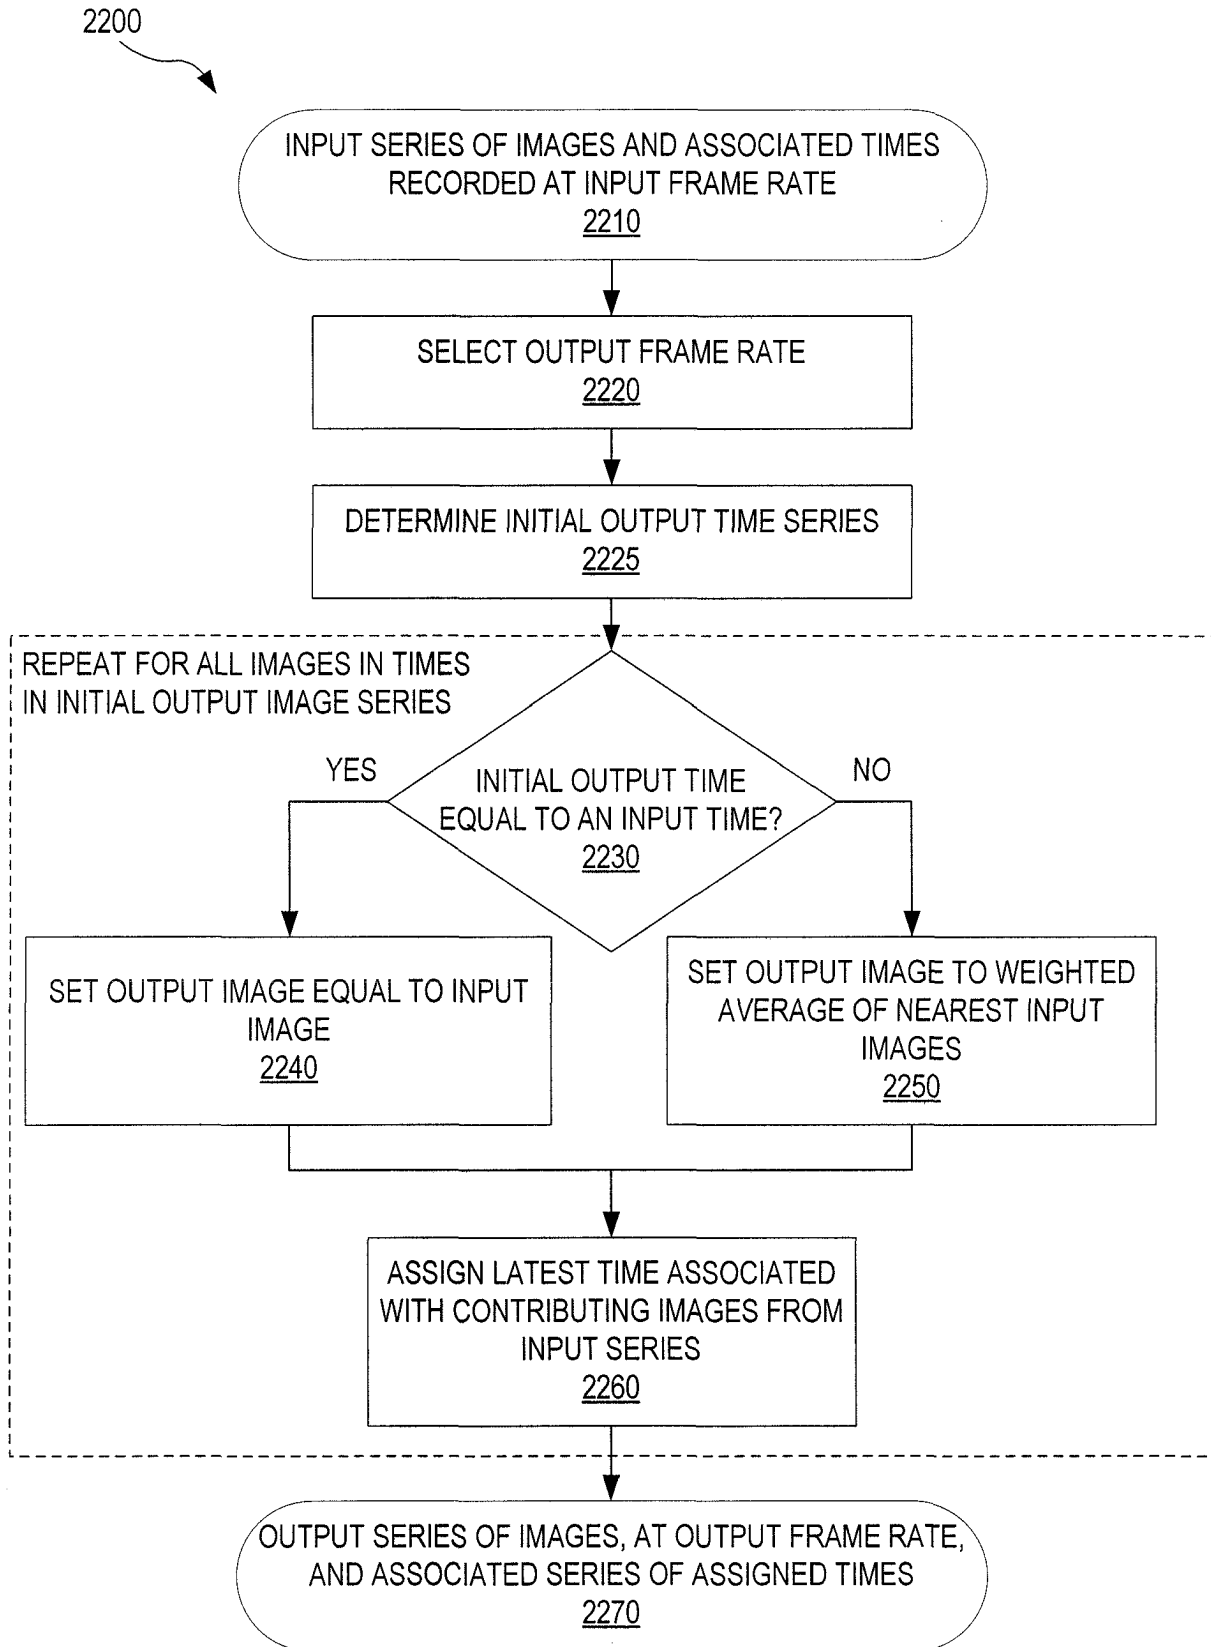 2200
INPUT SERIES OF IMAGES AND ASSOCIATED TIMES
RECORDED AT INPUT FRAME RATE
2210
SELECT OUTPUT FRAME RATE
2220
DETERMINE INITIAL OUTPUT TIME SERIES
2225
REPEAT FOR ALL IMAGES IN TIMES
IN INITIAL OUTPUT IMAGE SERIES
YES
NO
INITIAL OUTPUT TIME
EQUAL TO AN INPUT TIME?
2230
SET OUTPUT IMAGE EQUAL TO INPUT
IMAGE
2240
SET OUTPUT IMAGE TO WEIGHTED
AVERAGE OF NEAREST INPUT
IMAGES
2250
ASSIGN LATEST TIME ASSOCIATED
WITH CONTRIBUTING IMAGES FROM
INPUT SERIES
2260
OUTPUT SERIES OF IMAGES, AT OUTPUT FRAME RATE,
AND ASSOCIATED SERIES OF ASSIGNED TIMES
2270